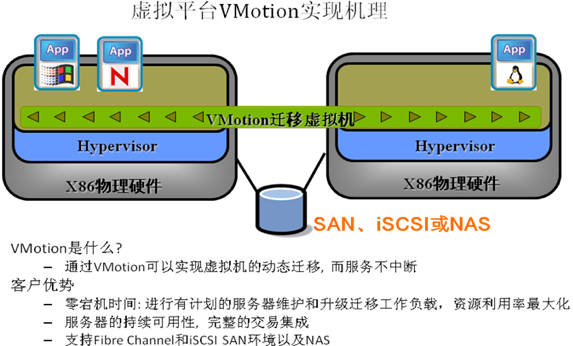 虚拟平台VMotion实现机理
App App App
N
VMotion迁移虚拟机
Hypervisor Hypervisor
X86物理硬件 X86物理硬件
SAN、iSCSI或NAS
VMotion是什么?
— 通过VMotion可以实现虚拟机的动态迁移, 而服务不中断
客户优势
— 零宕机时间: 进行有计划的服务器维护和升级迁移工作负载，资源利用率最大化
— 服务器的持续可用性, 完整的交易集成
— 支持Fibre Channel和iSCSI SAN环境以及NAS